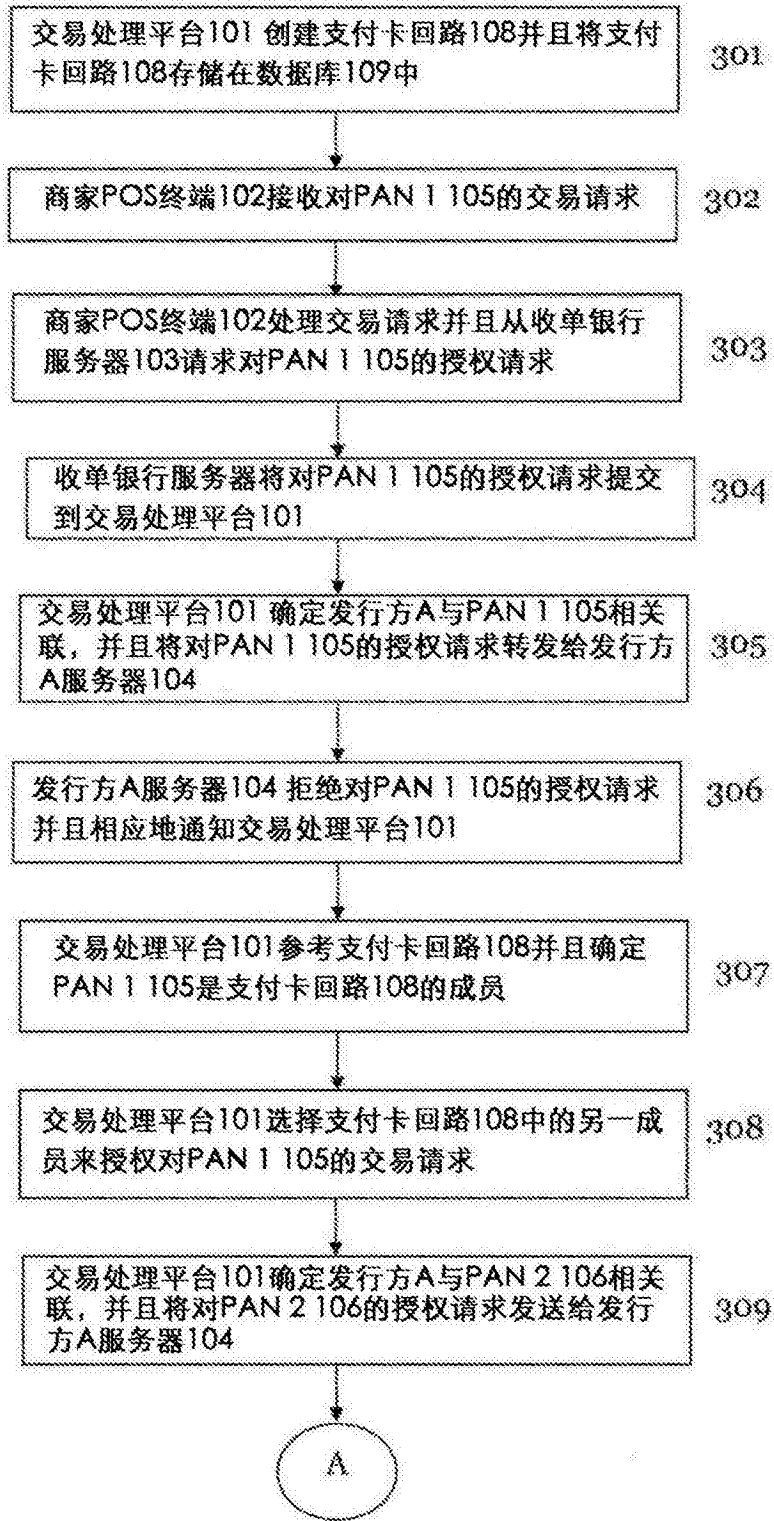 交易处理平台101 创建支付卡回路108并且将支付
卡回路108存储在数据库109中
301
商家POS终端102接收对PAN 1 105的交易请求
302
商家POS终端102处理交易请求并且从收单银行
服务器103请求对PAN 1 105的授权请求
303
收单银行服务器将对PAN 1 105的授权请求提交
到交易处理平台101
304
交易处理平台101 确定发行方A与PAN 1 105相关
联，并且将对PAN 1 105的授权请求转发给发行方
A服务器104
305
发行方A服务器104 拒绝对PAN 1 105的授权请求
并且相应地通知交易处理平台101
306
交易处理平台101参考支付卡回路108并且确定
PAN 1 105是支付卡回路108的成员
307
交易处理平台101选择支付卡回路108中的另一成
员来授权对PAN 1 105的交易请求
308
交易处理平台101确定发行方A与PAN 2 106相关
联，并且将对PAN 2 106的授权请求发送给发行
方A服务器104
309
A